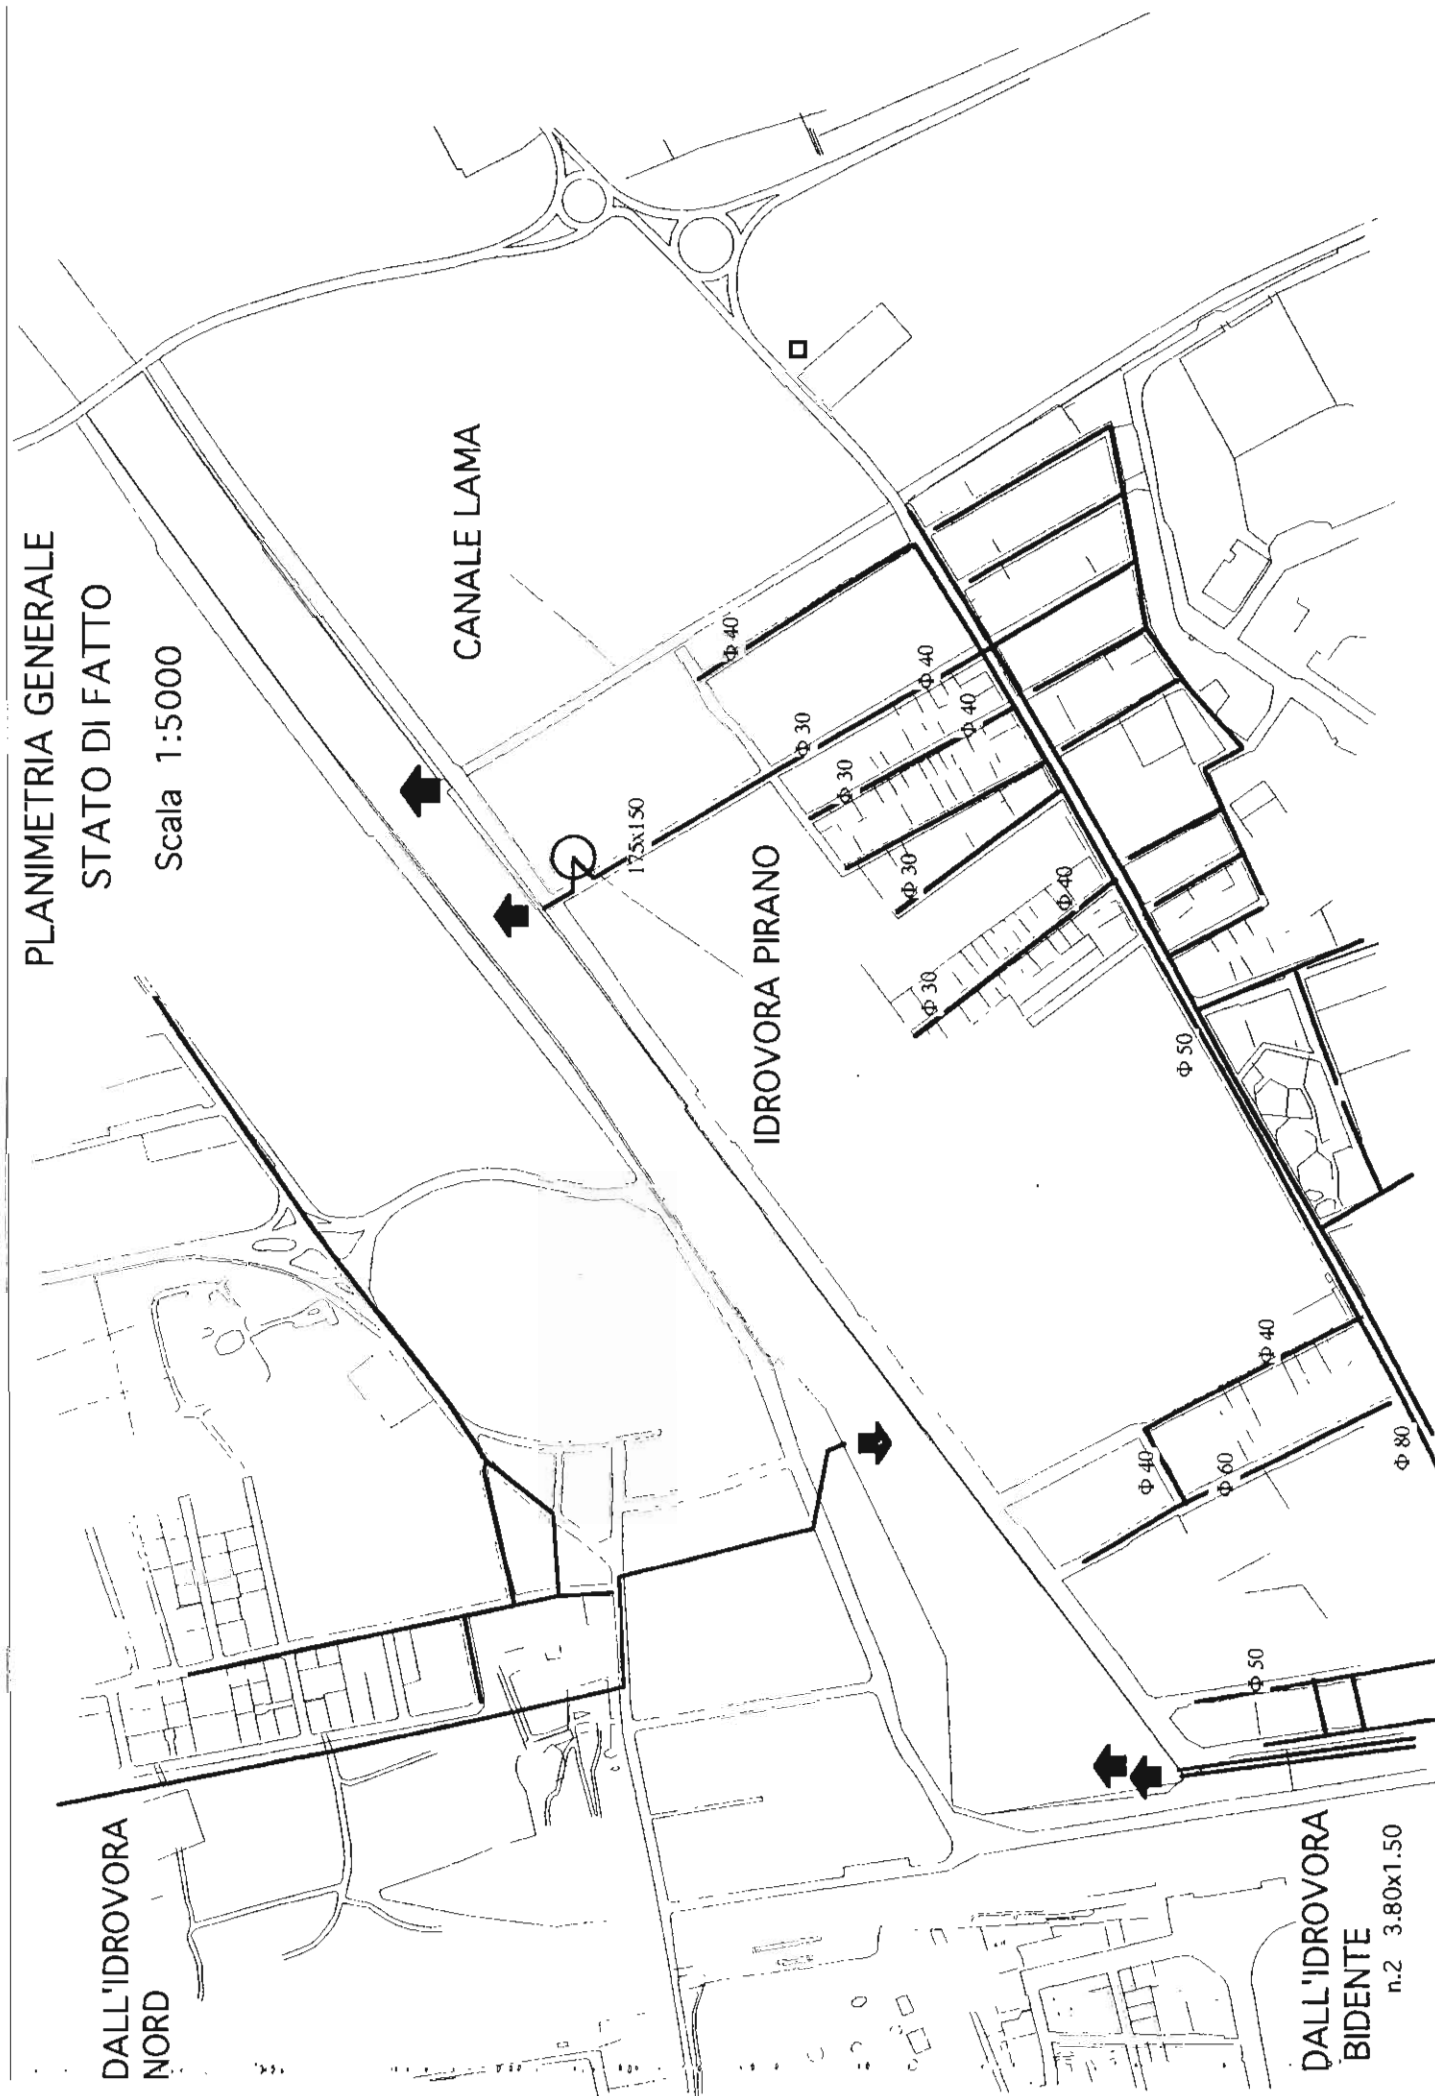 PLANIMETRIA GENERALE
STATO DI FATTO
Scala 1:5000
CANALE LAMA
IDROVORA PIRANO
175x150
Φ 40
Φ 40
Φ 30
Φ 40
Φ 30
Φ 30
Φ 40
Φ 30
Φ 50
Φ 40
Φ 40
Φ 60
Φ 80
Φ 50
DALL'IDROVORA
NORD
DALL'IDROVORA
BIDENTE
n.2 3.80x1.50